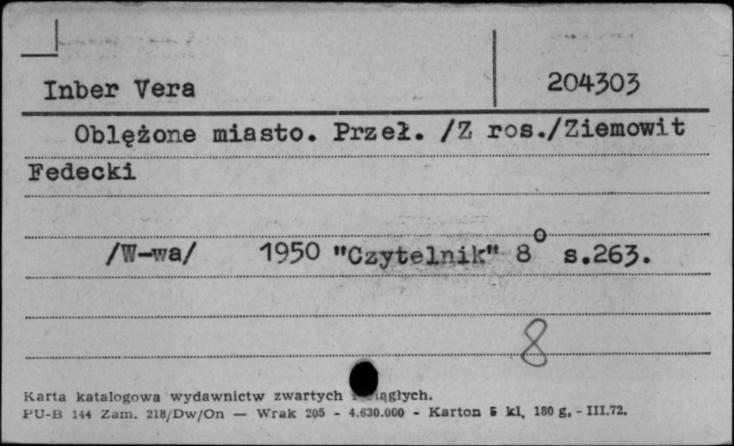 Inber Vera 204303
Oblężone miasto. Przeł. /Z ros./Ziemowit
Fedecki
/W-wa/ 1950 "Czytelnik" 8° s.263.
8
Karta katalogowa wydawnictw zwartych i ciągłych.
PU-B 144 Zam. 218/Dw/On — Wrak 205 - 4.630.000 - Karton 5 kl, 180 g, - III.72.